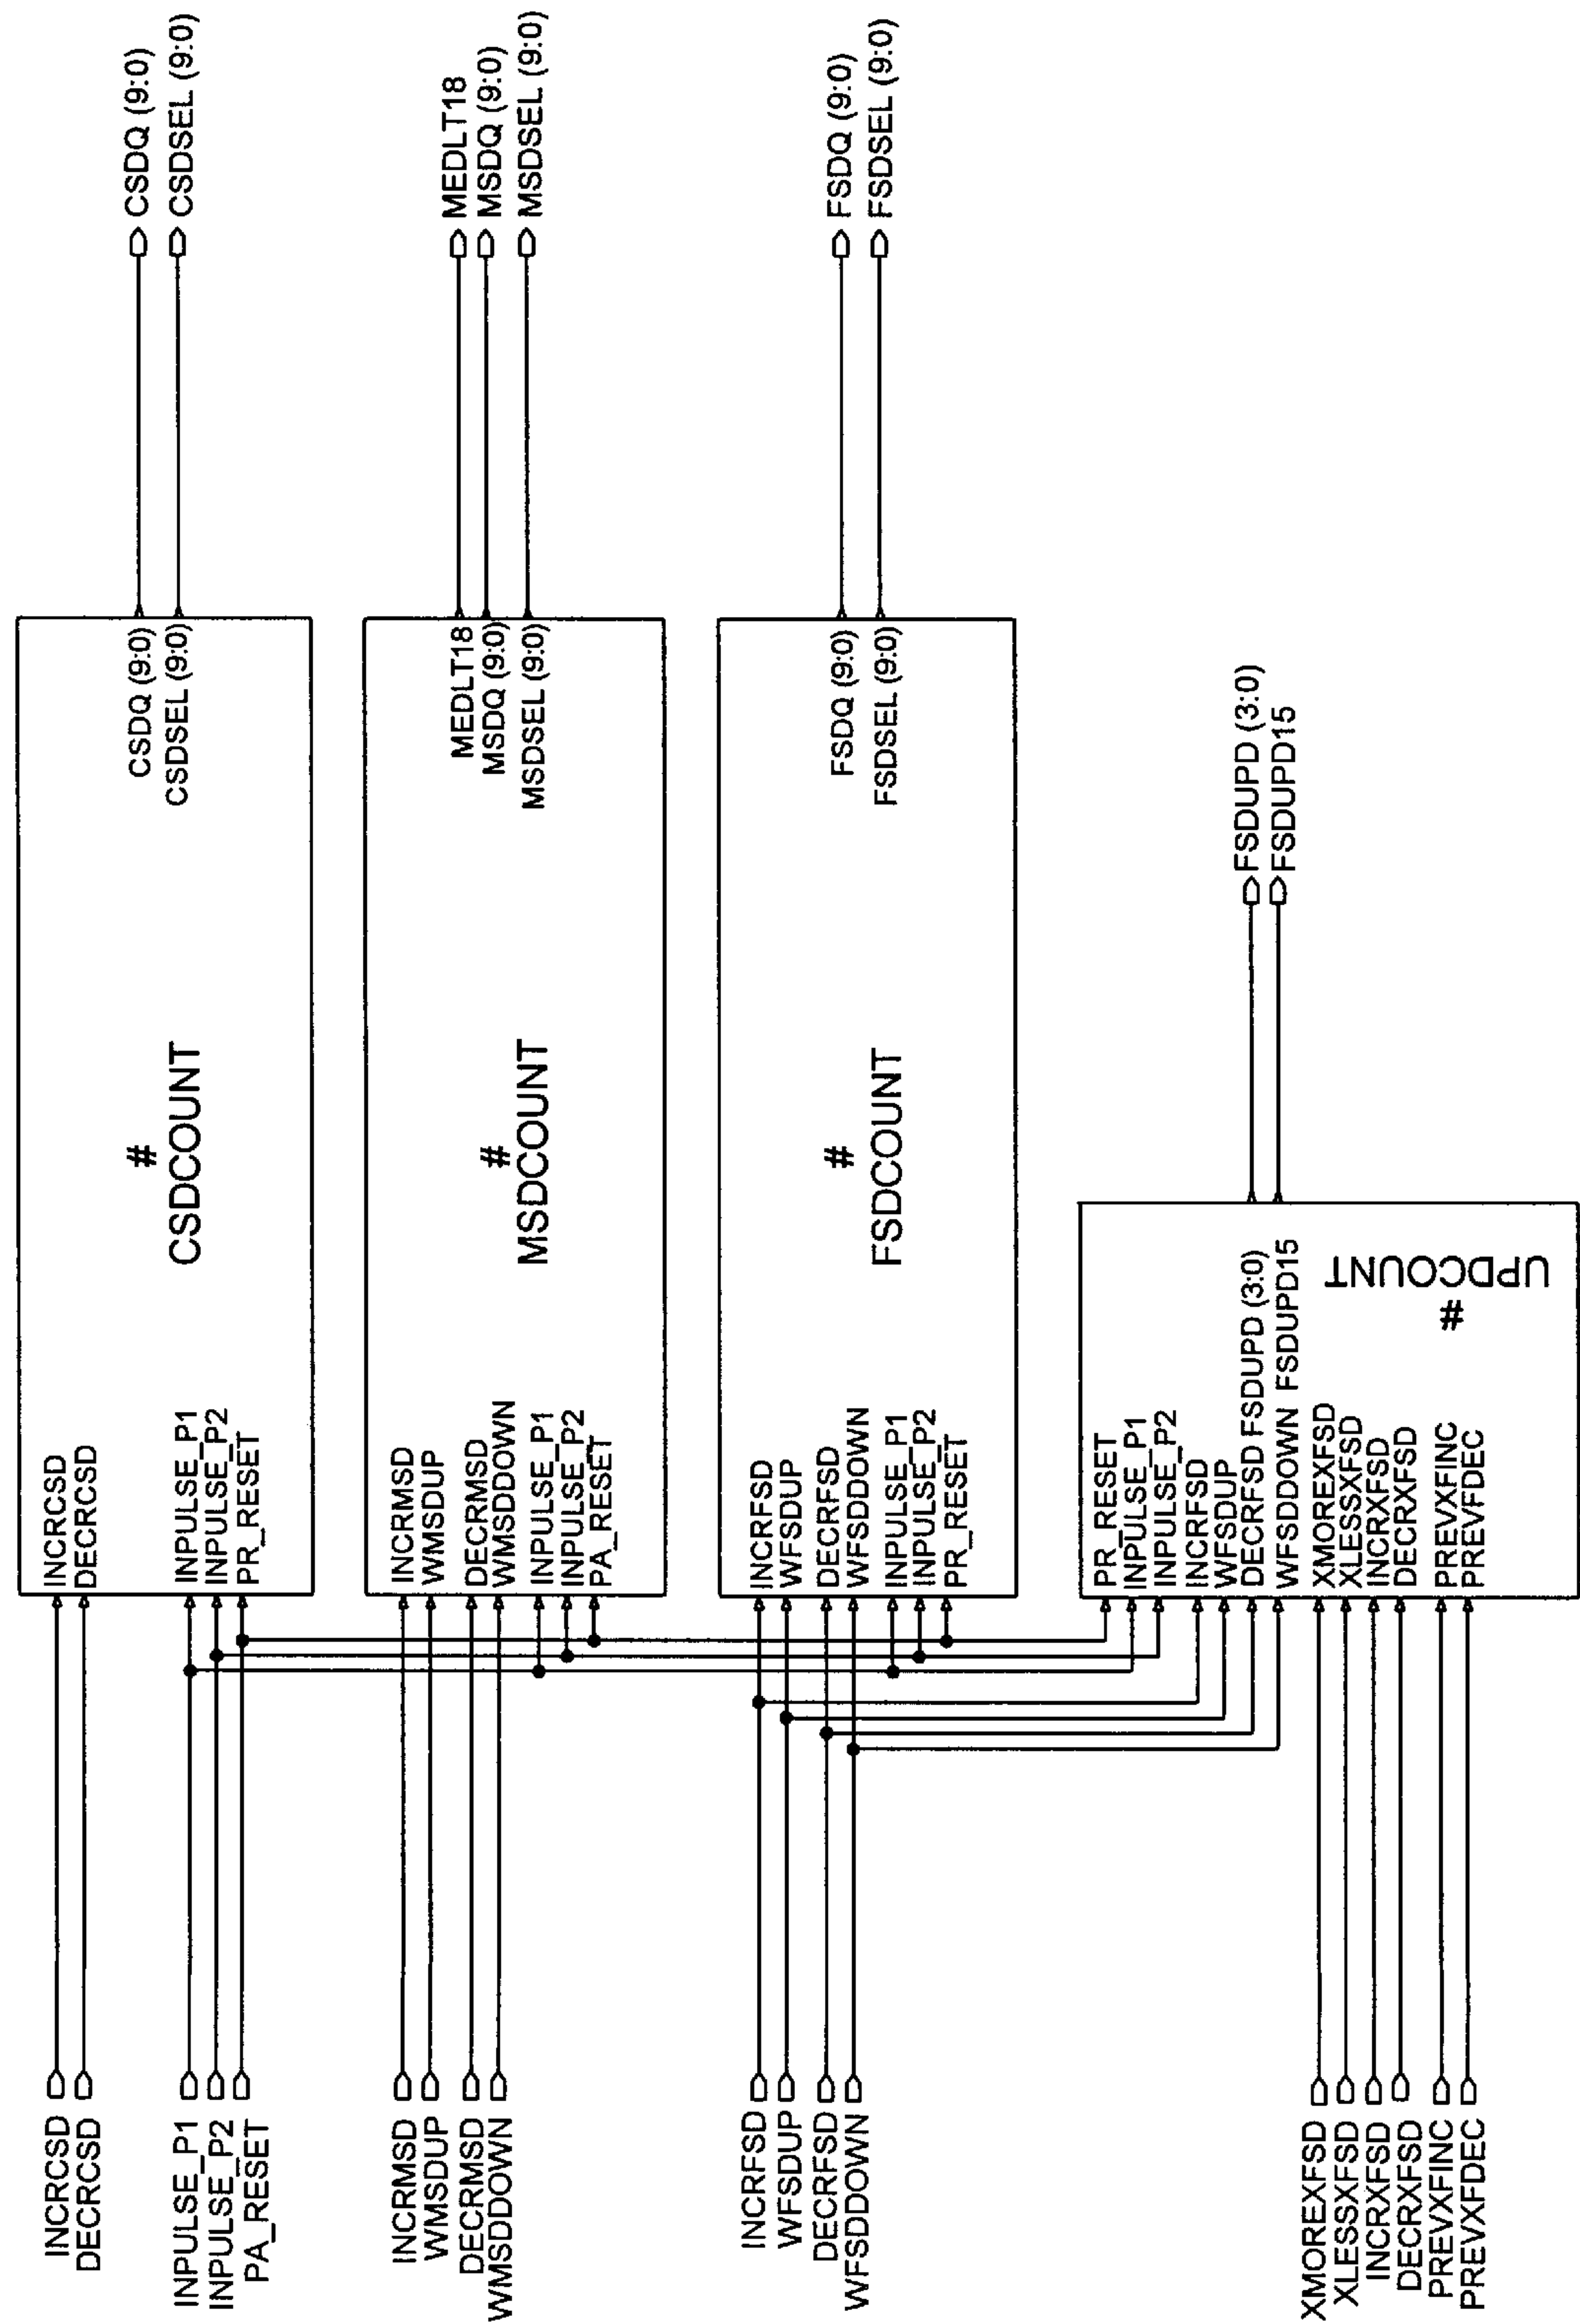 INCRCSD
DECRCSD
INPULSE_P1
INPULSE_P2
PA_RESET
INCRCSD
DECRCSD
INPULSE_P1
INPULSE_P2
PR_RESET
#
CSDCOUNT
CSDQ (9:0)
CSDSEL (9:0)
CSDQ (9:0)
CSDSEL (9:0)
INCRMSD
WMSDUP
DECRMSD
WMSDDOWN
INCRMSD
WMSDUP
DECRMSD
WMSDDOWN
INPULSE_P1
INPULSE_P2
PA_RESET
#
MSDCOUNT
MEDLT18
MSDQ (9:0)
MSDSEL (9:0)
MEDLT18
MSDQ (9:0)
MSDSEL (9:0)
INCRFSD
WFSDUP
DECRFSD
WFSDDOWN
INCRFSD
WFSDUP
DECRFSD
WFSDDOWN
INPULSE_P1
INPULSE_P2
PR_RESET
#
FSDCOUNT
FSDQ (9:0)
FSDSEL (9:0)
FSDQ (9:0)
FSDSEL (9:0)
XMOREXFSD
XLESSXFSD
INCRXFSD
DECRXFSD
PREVXFINC
PREVXFDEC
PR_RESET
INPULSE_P1
INPULSE_P2
INCRFSD
WFSDUP
DECRFSD FSDUPD (3:0)
WFSDDOWN FSDUPD15
XMOREXFSD
XLESSXFSD
INCRXFSD
DECRXFSD
PREVXFINC
PREVFDEC
#
UPDCOUNT
FSDUPD (3:0)
FSDUPD15